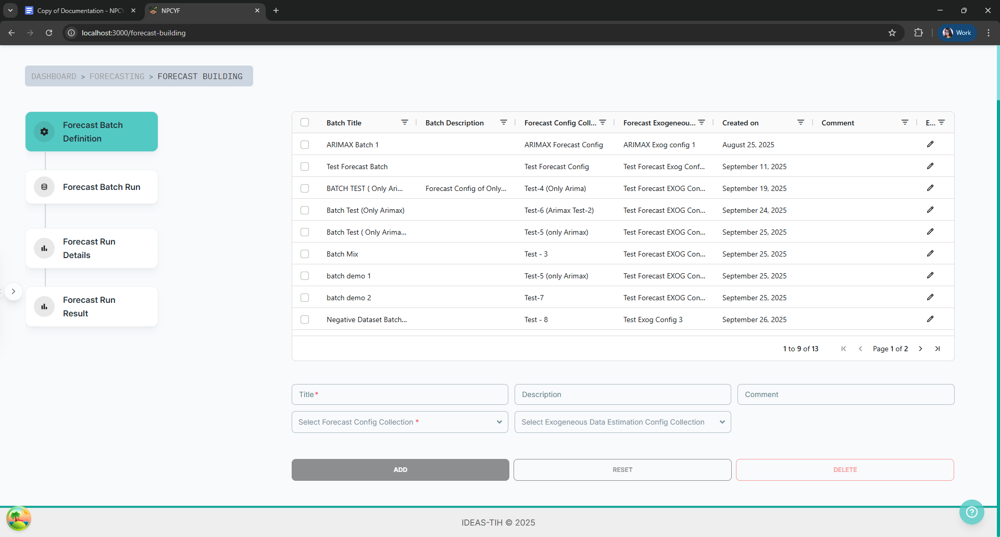 Copy of Documentation - NPCY
NPCYF
localhost:3000/forecast-building
Work
DASHBOARD > FORECASTING > FORECAST BUILDING
Forecast Batch
Definition
Forecast Batch Run
Forecast Run
Details
Forecast Run
Result
Batch Title Batch Description Forecast Config Coll... Forecast Exogeneou... Created on Comment E...
ARIMAX Batch 1 ARIMAX Forecast Config ARIMAX Exog config 1 August 25, 2025
Test Forecast Batch Test Forecast Config Test Forecast Exog Conf... September 11, 2025
BATCH TEST ( Only Ari... Forecast Config of Only... Test-4 (Only Arima) Test Forecast EXOG Con... September 19, 2025
Batch Test (Only Arimax) Test-6 (Arimax Test-2) Test Forecast EXOG Con... September 24, 2025
Batch Test ( Only Arima... Test-5 (only Arimax) Test Forecast EXOG Con... September 25, 2025
Batch Mix Test - 3 Test Forecast EXOG Con... September 25, 2025
batch demo 1 Test-5 (only Arimax) Test Forecast EXOG Con... September 25, 2025
batch demo 2 Test-7 Test Forecast EXOG Con... September 25, 2025
Negative Dataset Batch... Test - 8 Test Exog Config 3 September 26, 2025
1 to 9 of 13 Page 1 of 2
Title* Description Comment
Select Forecast Config Collection * Select Exogeneous Data Estimation Config Collection
ADD RESET DELETE
IDEAS-TIH © 2025